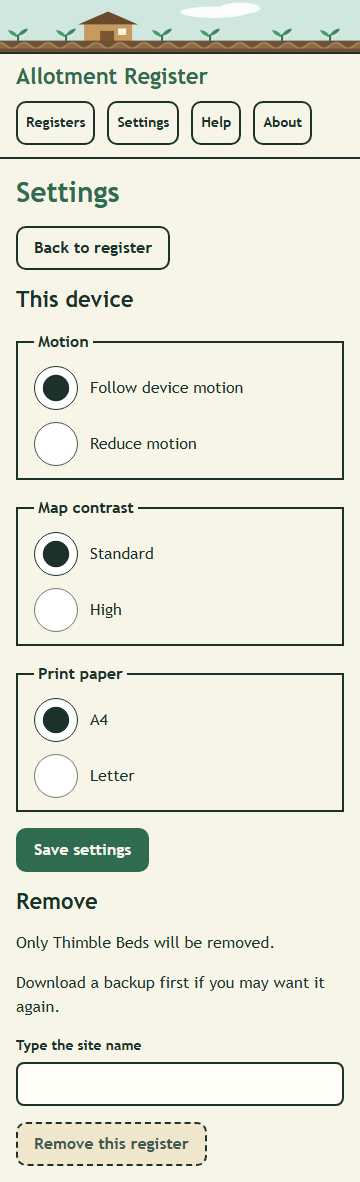 Allotment Register
Registers Settings Help About
Settings
Back to register
This device
Motion
Follow device motion
Reduce motion
Map contrast
Standard
High
Print paper
A4
Letter
Save settings
Remove
Only Thimble Beds will be removed.
Download a backup first if you may want it
again.
Type the site name
Remove this register